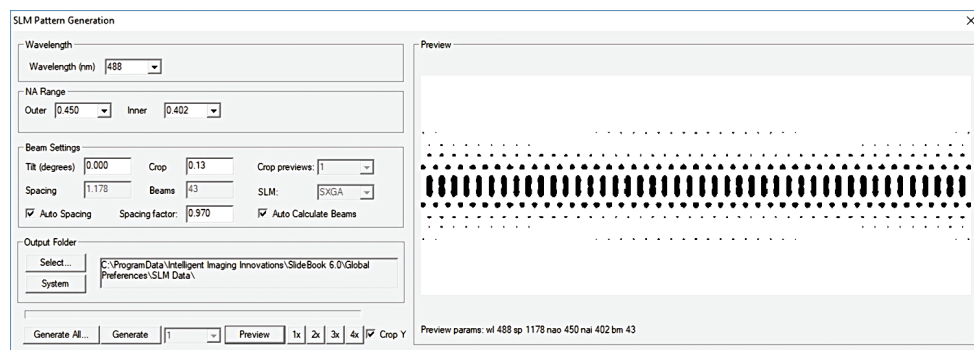 SLM Pattern Generation
Wavelength
Wavelength (nm) 488
NA Range
Outer 0.450 Inner 0.402
Beam Settings
Tilt (degrees) 0.000 Crop 0.13 Crop previews: 1
Spacing 1.178 Beams 43 SLM: SXGA
Auto Spacing Spacing factor: 0.970 Auto Calculate Beams
Output Folder
Select...
System
C:\ProgramData\Intelligent Imaging Innovations\SlideBook 6.0\Global
Preferences\SLM Data\
Generate All... Generate 1 Preview 1x 2x 3x 4x Crop Y
Preview
Preview params: wl 488 sp 1178 nao 450 nai 402 bm 43